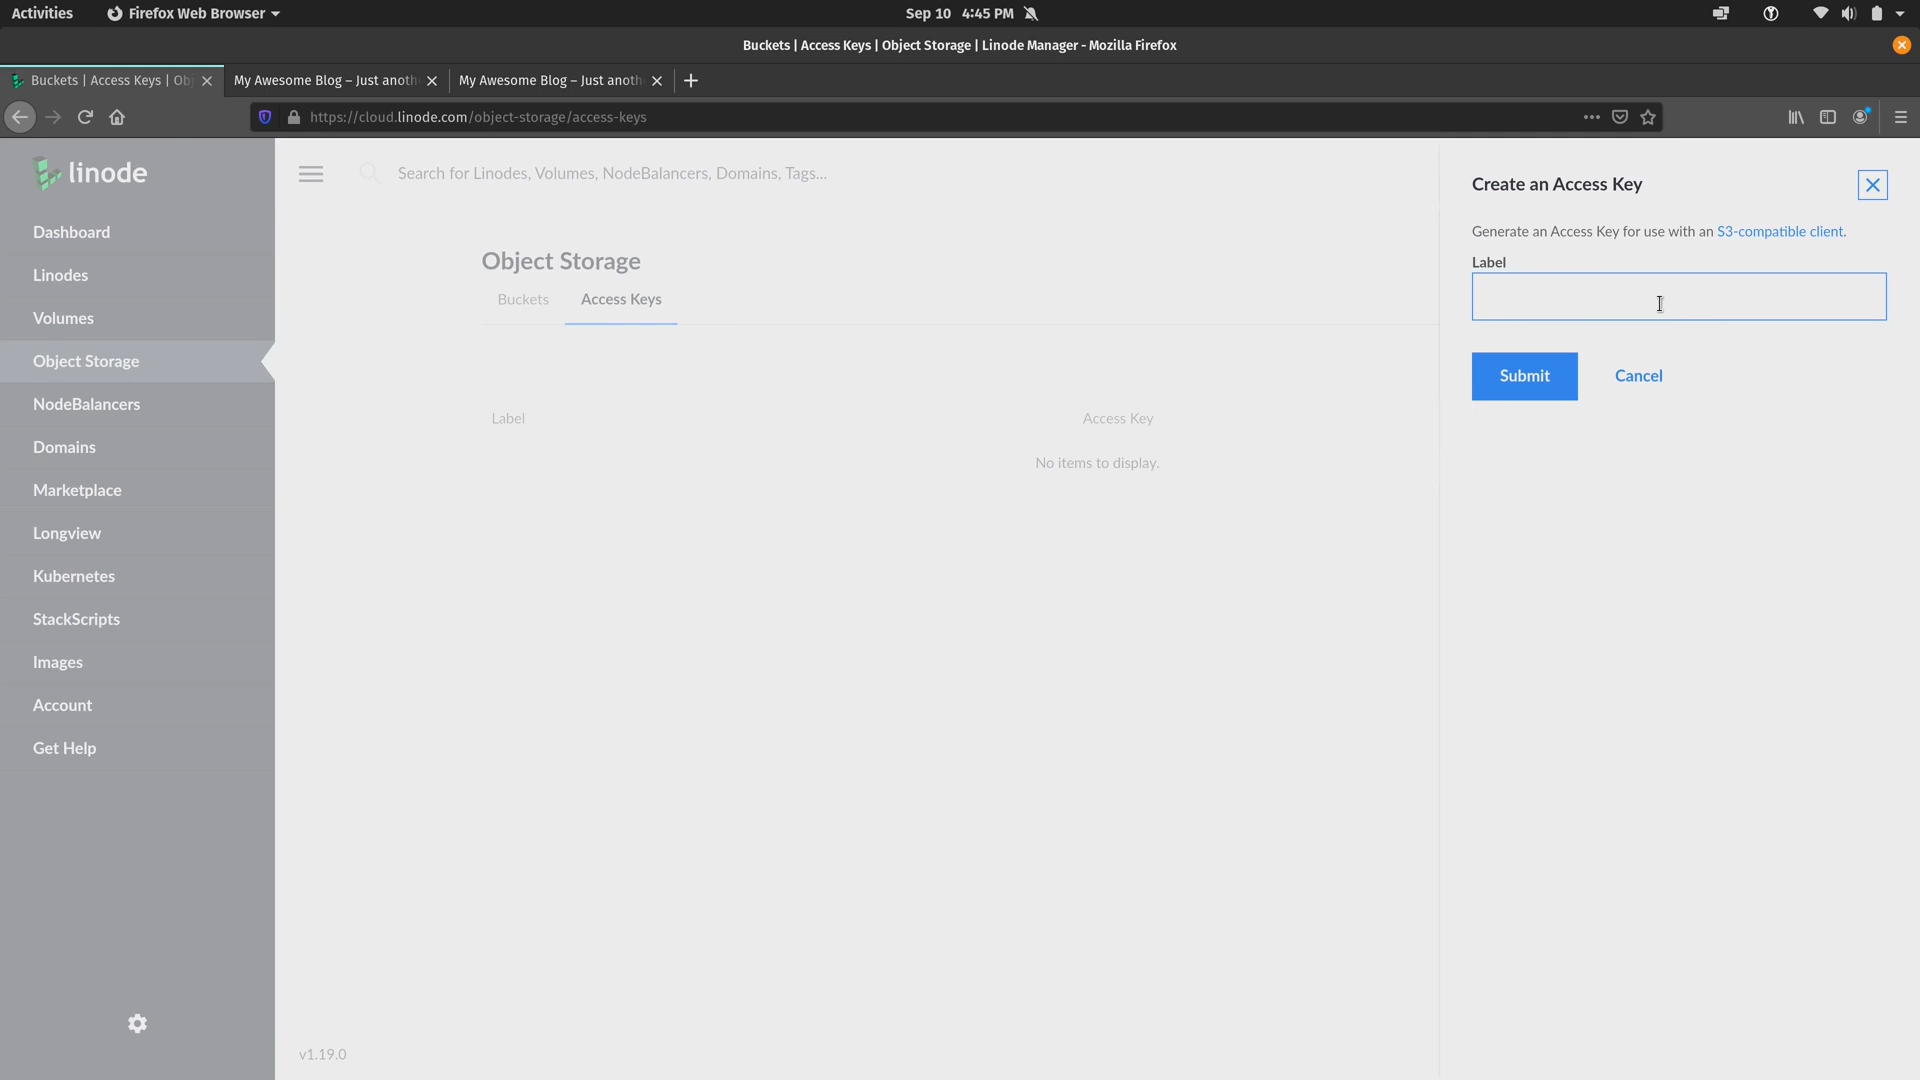 Activities
Firefox Web Browser
Sep 10 4:45 PM
Buckets | Access Keys | Object Storage | Linode Manager - Mozilla Firefox
Buckets | Access Keys | Obj
My Awesome Blog – Just anoth
My Awesome Blog – Just anoth
https://cloud.linode.com/object-storage/access-keys
linode
Search for Linodes, Volumes, NodeBalancers, Domains, Tags...
Dashboard
Linodes
Volumes
Object Storage
NodeBalancers
Domains
Marketplace
Longview
Kubernetes
StackScripts
Images
Account
Get Help
Object Storage
Buckets
Access Keys
Label
Access Key
No items to display.
v1.19.0
Create an Access Key
Generate an Access Key for use with an S3-compatible client.
Label
Submit
Cancel